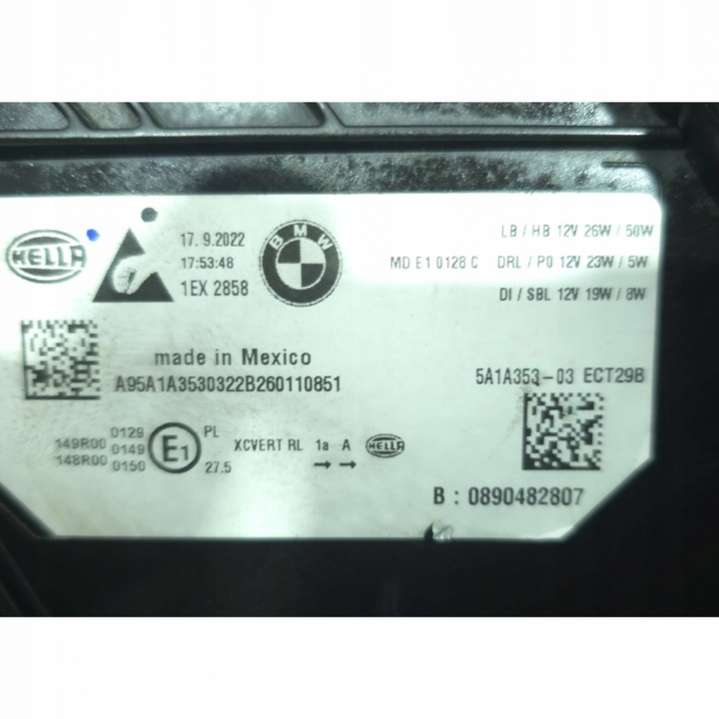 HELLA
17.9.2022
17:53:48
1EX 2858
BMW
LB / HB 12V 26W / 50W
MD E1 0128 C DRL / PO 12V 23W / 5W
DI / SBL 12V 19W / 8W
made in Mexico
A95A1A3530322B260110851
5A1A353-03 ECT29B
0129
149R00 0149
148R00 0150
E1
PL
27.5
XCVERT RL 1a A
→ →
HELLA
B : 0890482807